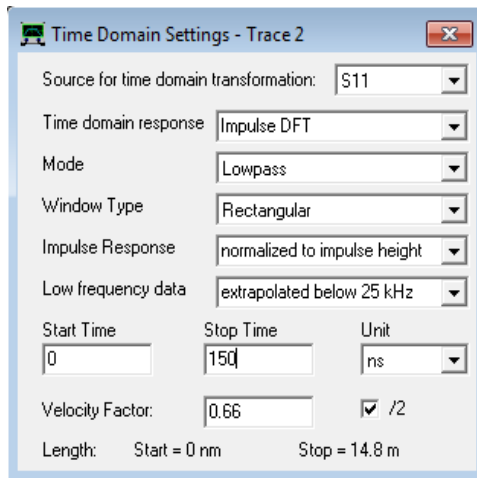 Time Domain Settings - Trace 2
Source for time domain transformation: S11
Time domain response Impulse DFT
Mode Lowpass
Window Type Rectangular
Impulse Response normalized to impulse height
Low frequency data extrapolated below 25 kHz
Start Time Stop Time Unit
0 150 ns
Velocity Factor: 0.66 /2
Length: Start = 0 nm Stop = 14.8 m